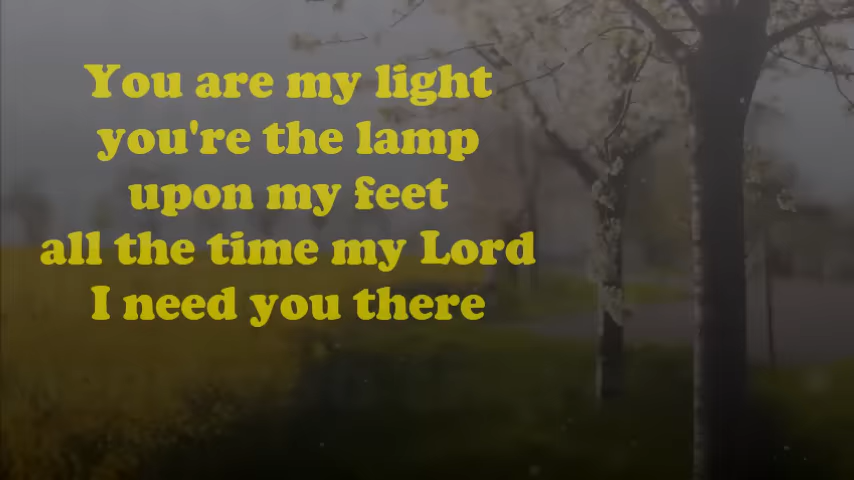 You are my light
you're the lamp
upon my feet
all the time my Lord
I need you there